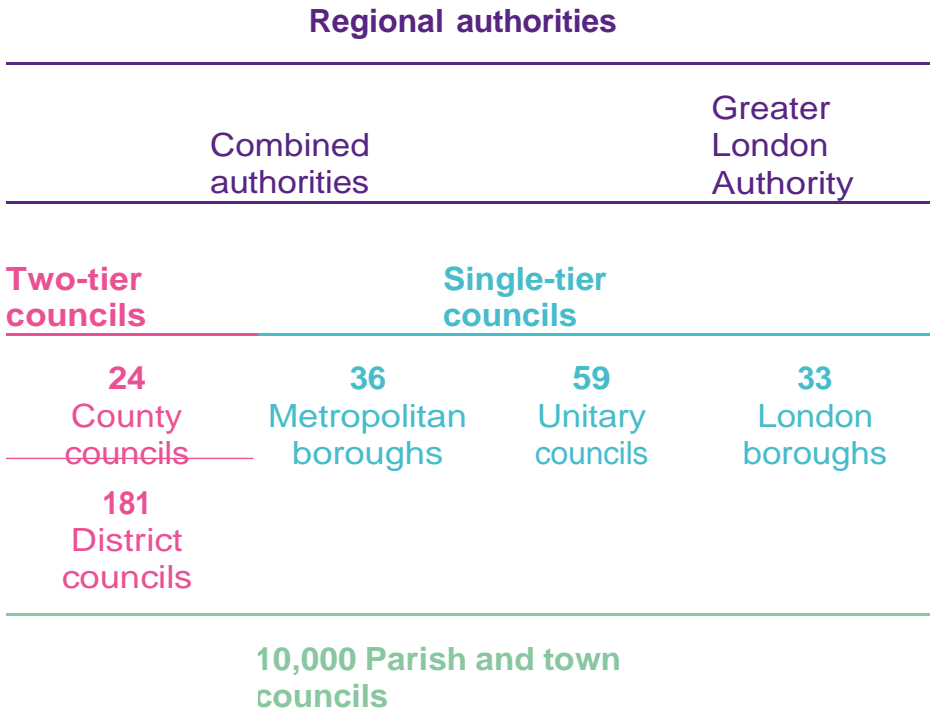 Regional authorities
Combined
authorities
Greater
London
Authority
Two-tier
councils
Single-tier
councils
24
County
councils
36
Metropolitan
boroughs
59
Unitary
councils
33
London
boroughs
181
District
councils
10,000 Parish and town
councils